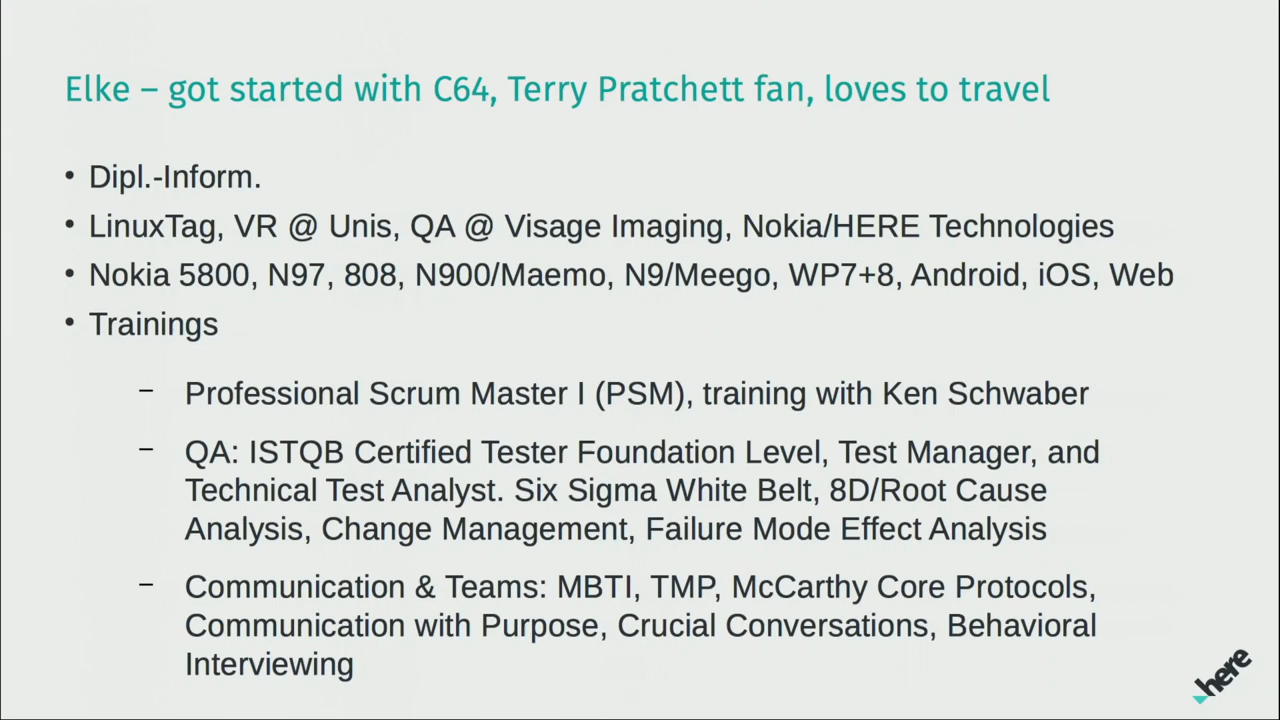 Elke – got started with C64, Terry Pratchett fan, loves to travel
• Dipl.-Inform.
• LinuxTag, VR @ Unis, QA @ Visage Imaging, Nokia/HERE Technologies
• Nokia 5800, N97, 808, N900/Maemo, N9/Meego, WP7+8, Android, iOS, Web
• Trainings
– Professional Scrum Master I (PSM), training with Ken Schwaber
– QA: ISTQB Certified Tester Foundation Level, Test Manager, and
Technical Test Analyst. Six Sigma White Belt, 8D/Root Cause
Analysis, Change Management, Failure Mode Effect Analysis
– Communication & Teams: MBTI, TMP, McCarthy Core Protocols,
Communication with Purpose, Crucial Conversations, Behavioral
Interviewing
here